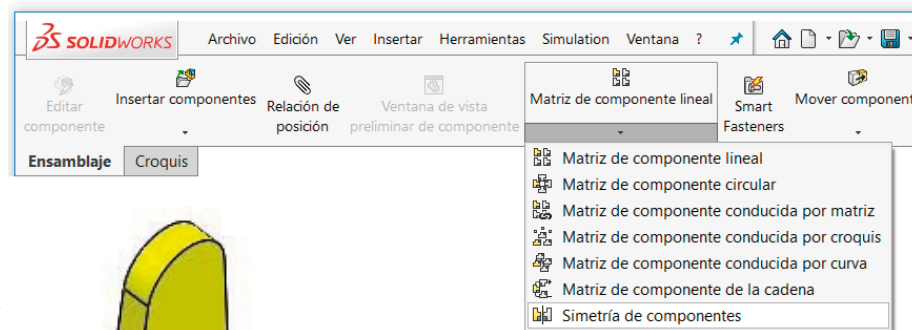 SOLIDWORKS Archivo Edición Ver Insertar Herramientas Simulation Ventana ?
Editar componente
Insertar componentes
Relación de posición
Ventana de vista preliminar de componente
Matriz de componente lineal
Smart Fasteners
Mover component
Ensamblaje Croquis
Matriz de componente lineal
Matriz de componente circular
Matriz de componente conducida por matriz
Matriz de componente conducida por croquis
Matriz de componente conducida por curva
Matriz de componente de la cadena
Simetría de componentes